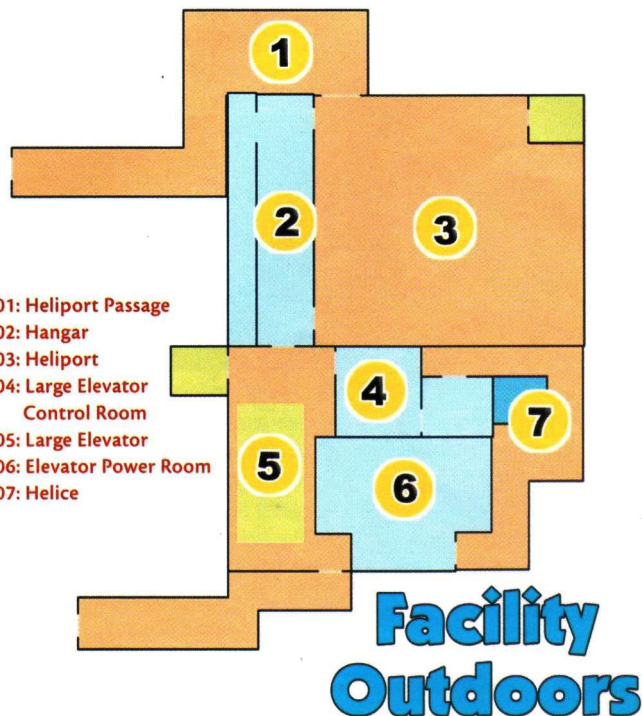 1
2
3
01: Heliport Passage
02: Hangar
03: Heliport
04: Large Elevator
Control Room
05: Large Elevator
06: Elevator Power Room
07: Helice
4
7
5
6
Facility
Outdoors